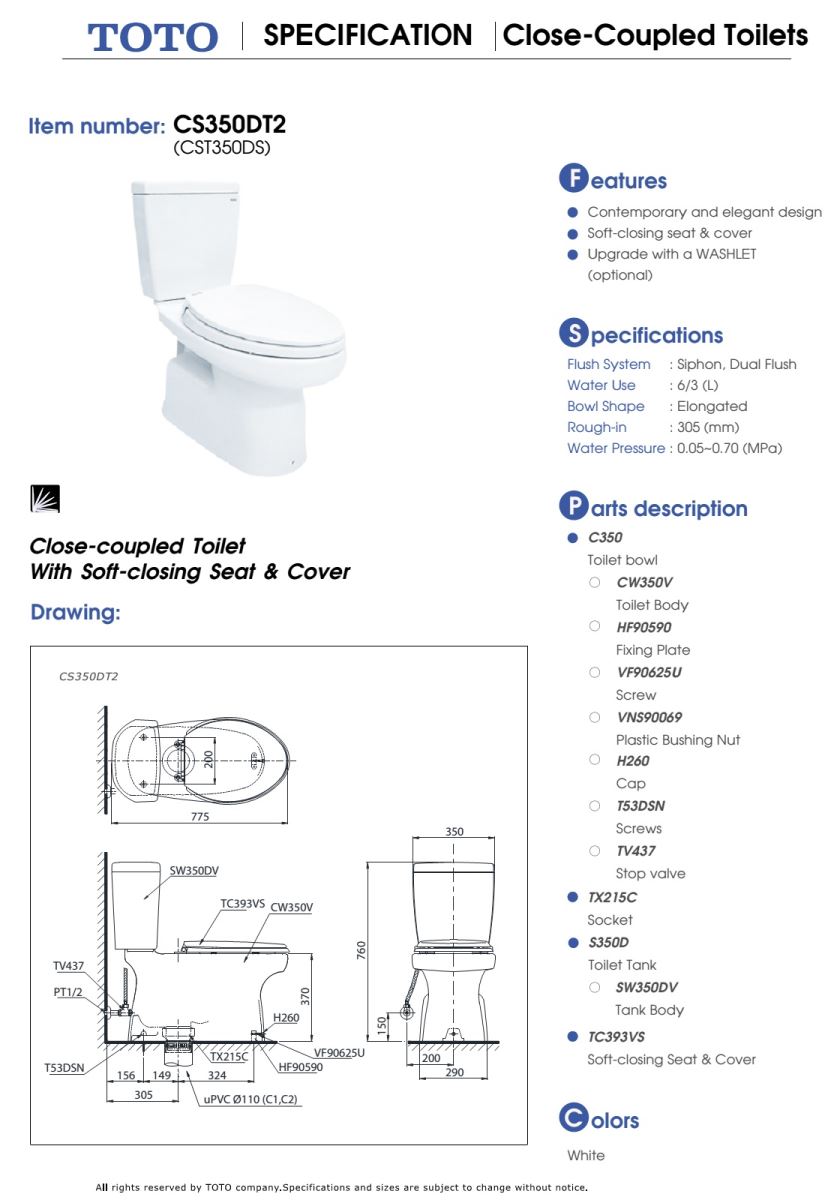 TOTO
SPECIFICATION
Close-Coupled Toilets
Item number: CS350DT2
(CST350DS)
Features
Contemporary and elegant design
Soft-closing seat & cover
Upgrade with a WASHLET
(optional)
Specifications
Flush System : Siphon, Dual Flush
Water Use : 6/3 (L)
Bowl Shape : Elongated
Rough-in : 305 (mm)
Water Pressure : 0.05~0.70 (MPa)
Close-coupled Toilet
With Soft-closing Seat & Cover
Drawing:
CS350DT2
200
775
SW350DV
TC393VS
CW350V
TV437
PT1/2
370
H260
VF90625U
TX215C
HF90590
T53DSN
156
149
324
305
uPVC Ø110 (C1,C2)
350
760
150
200
290
Parts description
C350
Toilet bowl
CW350V
Toilet Body
HF90590
Fixing Plate
VF90625U
Screw
VNS90069
Plastic Bushing Nut
H260
Cap
T53DSN
Screws
TV437
Stop valve
TX215C
Socket
S350D
Toilet Tank
SW350DV
Tank Body
TC393VS
Soft-closing Seat & Cover
Colors
White
All rights reserved by TOTO company.Specifications and sizes are subject to change without notice.